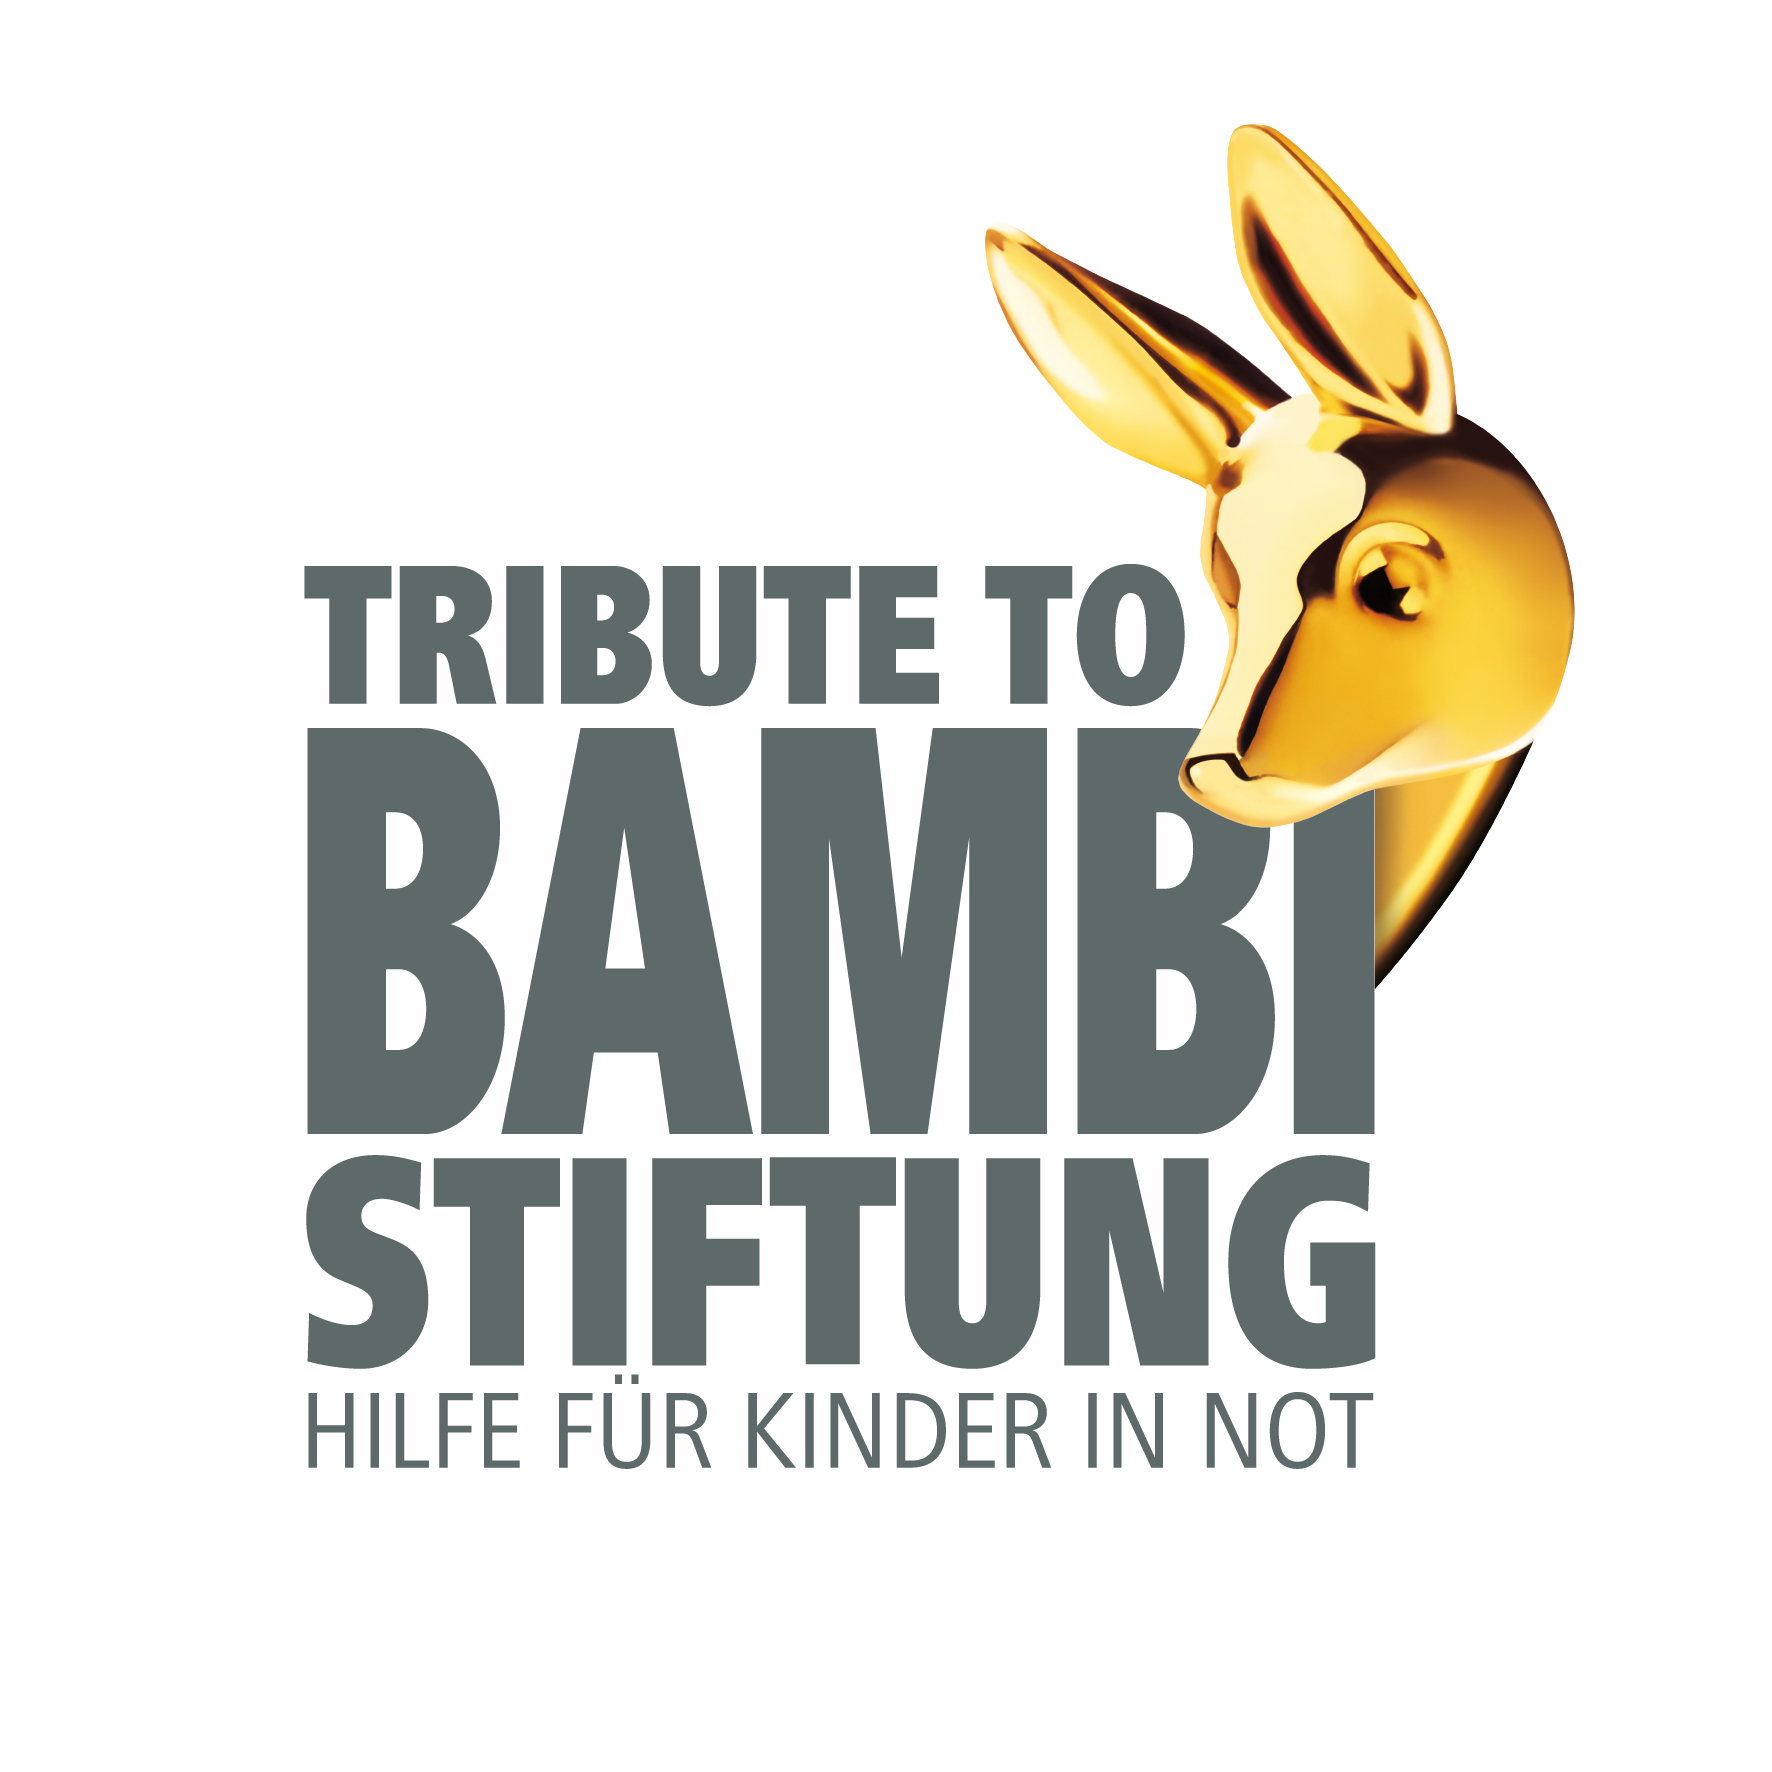 TRIBUTE TO
BAMBI
STIFTUNG
HILFE FÜR KINDER IN NOT